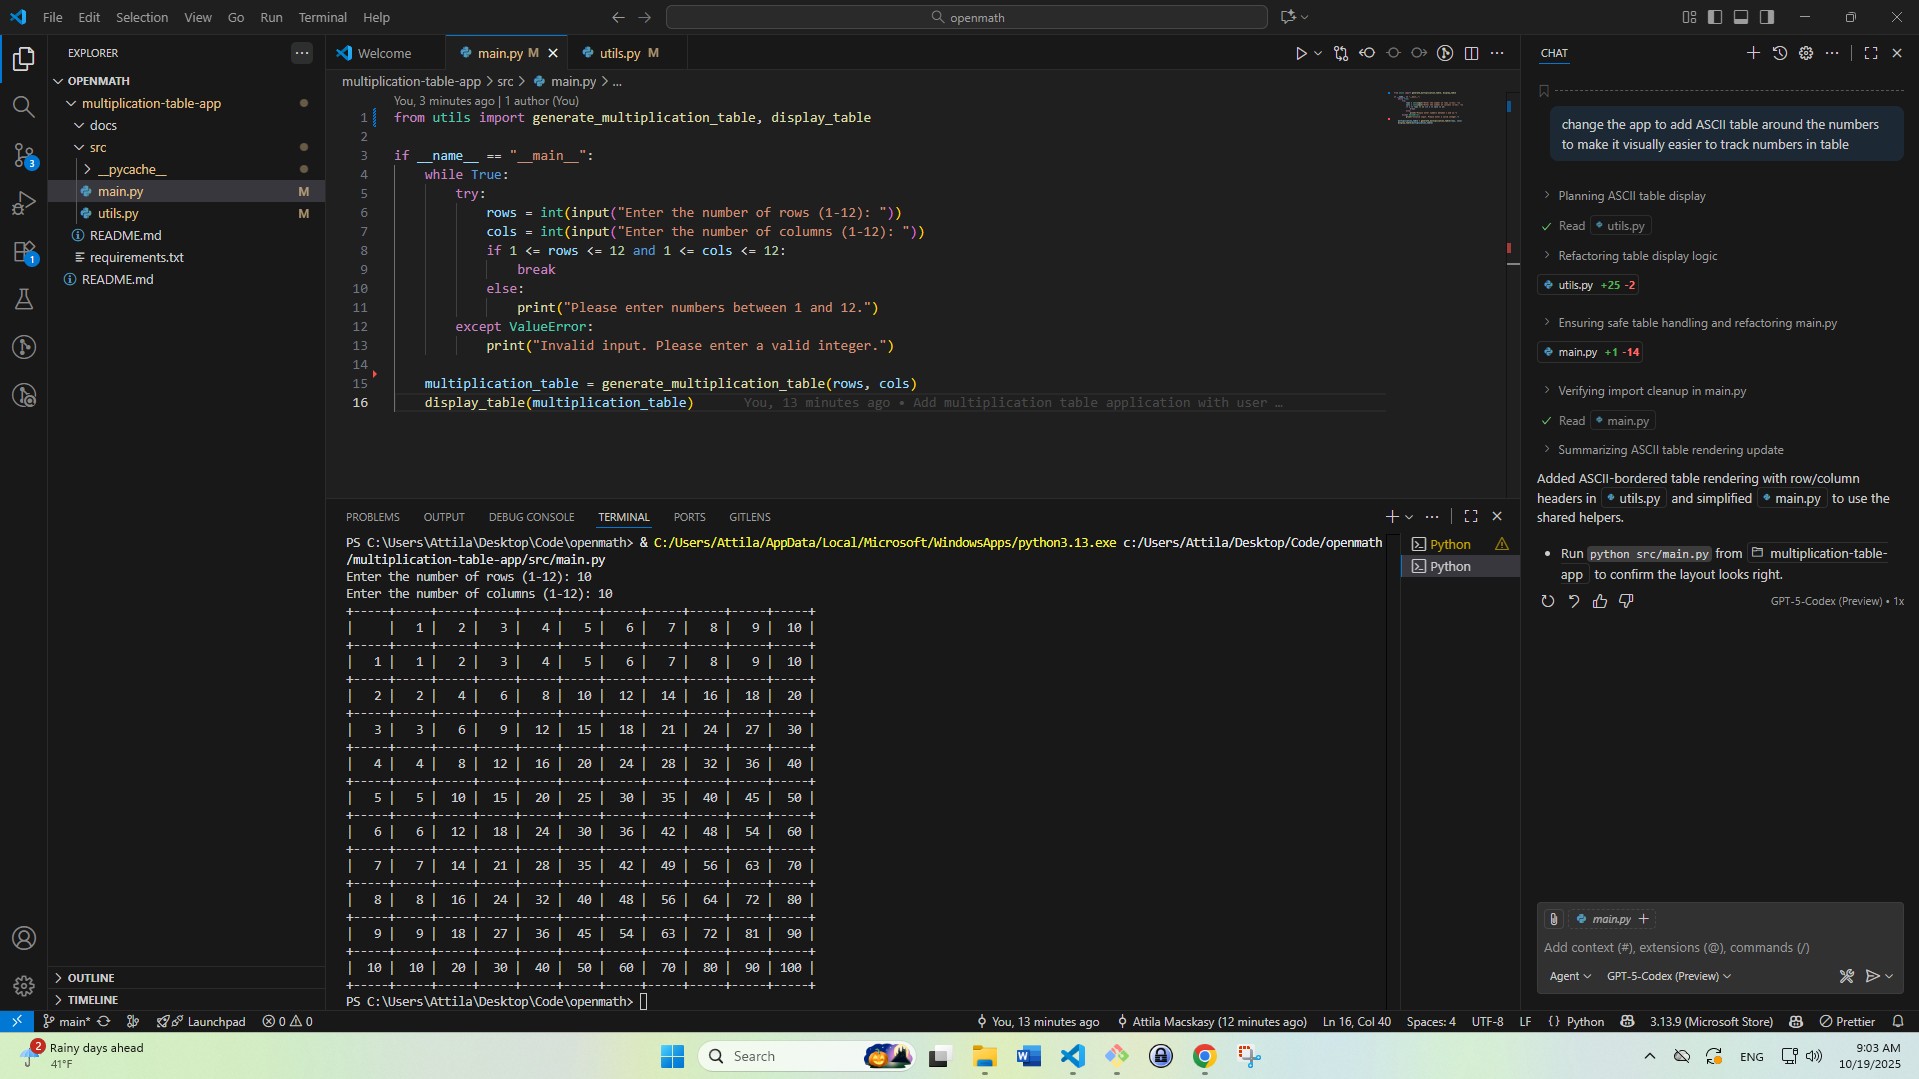 File Edit Selection View Go Run Terminal Help
openmath
EXPLORER
OPENMATH
multiplication-table-app
docs
src
__pycache__
main.py M
utils.py M
README.md
requirements.txt
README.md
OUTLINE
TIMELINE
Welcome
main.py M
utils.py M
multiplication-table-app > src > main.py > ...
You, 3 minutes ago | 1 author (You)
1 from utils import generate_multiplication_table, display_table
2
3 if __name__ == "__main__":
4 while True:
5 try:
6 rows = int(input("Enter the number of rows (1-12): "))
7 cols = int(input("Enter the number of columns (1-12): "))
8 if 1 <= rows <= 12 and 1 <= cols <= 12:
9 break
10 else:
11 print("Please enter numbers between 1 and 12.")
12 except ValueError:
13 print("Invalid input. Please enter a valid integer.")
14
15 multiplication_table = generate_multiplication_table(rows, cols)
16 display_table(multiplication_table) You, 13 minutes ago • Add multiplication table application with user …
PROBLEMS OUTPUT DEBUG CONSOLE TERMINAL PORTS GITLENS
PS C:\Users\Attila\Desktop\Code\openmath> & C:/Users/Attila/AppData/Local/Microsoft/WindowsApps/python3.13.exe c:/Users/Attila/Desktop/Code/openmath
/multiplication-table-app/src/main.py
Enter the number of rows (1-12): 10
Enter the number of columns (1-12): 10
+-----+-----+-----+-----+-----+-----+-----+-----+-----+-----+-----+
|     |   1 |   2 |   3 |   4 |   5 |   6 |   7 |   8 |   9 |  10 |
+-----+-----+-----+-----+-----+-----+-----+-----+-----+-----+-----+
|   1 |   1 |   2 |   3 |   4 |   5 |   6 |   7 |   8 |   9 |  10 |
+-----+-----+-----+-----+-----+-----+-----+-----+-----+-----+-----+
|   2 |   2 |   4 |   6 |   8 |  10 |  12 |  14 |  16 |  18 |  20 |
+-----+-----+-----+-----+-----+-----+-----+-----+-----+-----+-----+
|   3 |   3 |   6 |   9 |  12 |  15 |  18 |  21 |  24 |  27 |  30 |
+-----+-----+-----+-----+-----+-----+-----+-----+-----+-----+-----+
|   4 |   4 |   8 |  12 |  16 |  20 |  24 |  28 |  32 |  36 |  40 |
+-----+-----+-----+-----+-----+-----+-----+-----+-----+-----+-----+
|   5 |   5 |  10 |  15 |  20 |  25 |  30 |  35 |  40 |  45 |  50 |
+-----+-----+-----+-----+-----+-----+-----+-----+-----+-----+-----+
|   6 |   6 |  12 |  18 |  24 |  30 |  36 |  42 |  48 |  54 |  60 |
+-----+-----+-----+-----+-----+-----+-----+-----+-----+-----+-----+
|   7 |   7 |  14 |  21 |  28 |  35 |  42 |  49 |  56 |  63 |  70 |
+-----+-----+-----+-----+-----+-----+-----+-----+-----+-----+-----+
|   8 |   8 |  16 |  24 |  32 |  40 |  48 |  56 |  64 |  72 |  80 |
+-----+-----+-----+-----+-----+-----+-----+-----+-----+-----+-----+
|   9 |   9 |  18 |  27 |  36 |  45 |  54 |  63 |  72 |  81 |  90 |
+-----+-----+-----+-----+-----+-----+-----+-----+-----+-----+-----+
|  10 |  10 |  20 |  30 |  40 |  50 |  60 |  70 |  80 |  90 | 100 |
+-----+-----+-----+-----+-----+-----+-----+-----+-----+-----+-----+
PS C:\Users\Attila\Desktop\Code\openmath>
Python
Python
CHAT
change the app to add ASCII table around the numbers
to make it visually easier to track numbers in table
Planning ASCII table display
Read utils.py
Refactoring table display logic
utils.py +25 -2
Ensuring safe table handling and refactoring main.py
main.py +1 -14
Verifying import cleanup in main.py
Read main.py
Summarizing ASCII table rendering update
Added ASCII-bordered table rendering with row/column
headers in utils.py and simplified main.py to use the
shared helpers.
• Run python src/main.py from multiplication-table-
app to confirm the layout looks right.
GPT-5-Codex (Preview) • 1x
main.py
Add context (#), extensions (@), commands (/)
Agent GPT-5-Codex (Preview)
3
1
main* Launchpad 0 0 You, 13 minutes ago Attila Macskasy (12 minutes ago) Ln 16, Col 40 Spaces: 4 UTF-8 LF {} Python 3.13.9 (Microsoft Store) Prettier
2
Rainy days ahead
41°F
Search
ENG
9:03 AM
10/19/2025